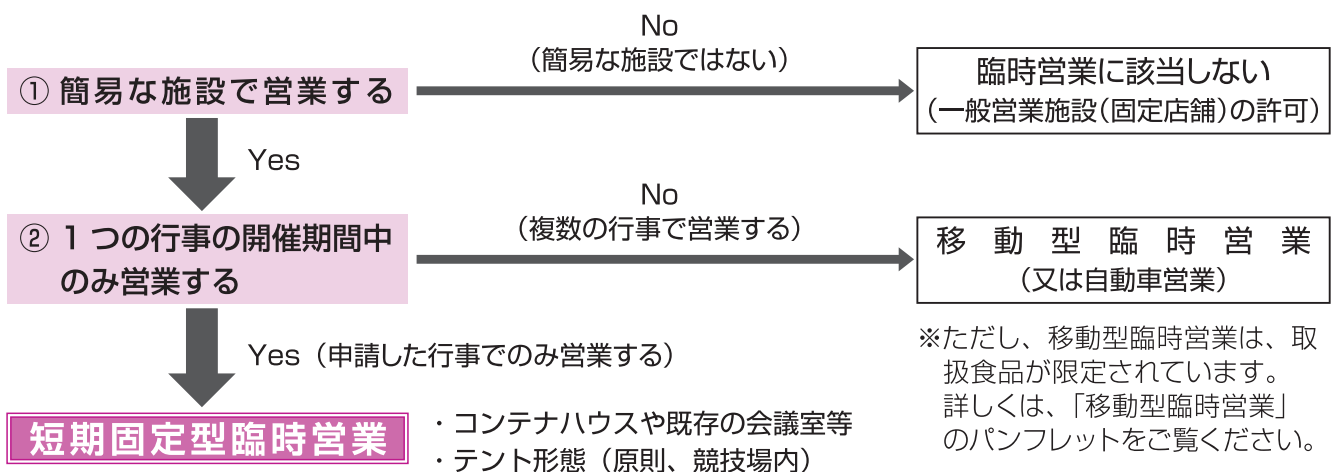 No
(簡易な施設ではない)
① 簡易な施設で営業する
臨時営業に該当しない
(一般営業施設(固定店舗)の許可)
Yes
No
(複数の行事で営業する)
② 1つの行事の開催期間中
のみ営業する
移動型臨時営業
(又は自動車営業)
Yes(申請した行事でのみ営業する)
※ただし、移動型臨時営業は、取
扱食品が限定されています。
詳しくは、「移動型臨時営業」
のパンフレットをご覧ください。
短期固定型臨時営業
・コンテナハウスや既存の会議室等
・テント形態(原則、競技場内)